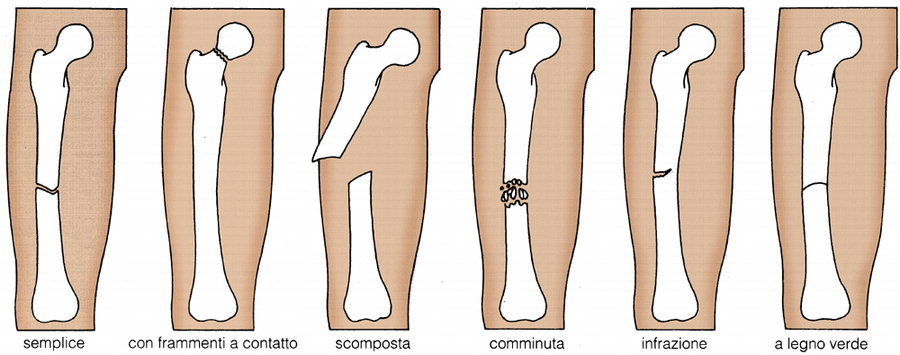 semplice con frammenti a contatto scomposta comminuta infrazione a legno verde